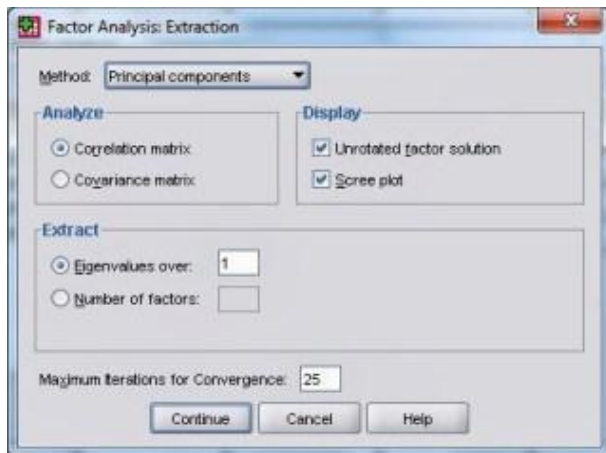 Factor Analysis: Extraction
Method: Principal components
Analyze
Correlation matrix
Covariance matrix
Display
Unrotated factor solution
Scree plot
Extract
Eigenvalues over: 1
Number of factors:
Maximum Iterations for Convergence: 25
Continue Cancel Help